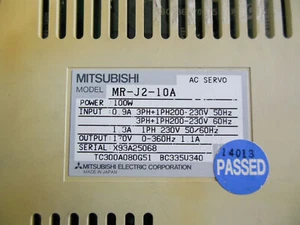 MITSUBISHI
AC SERVO
MODEL MR-J2-10A
POWER : 100W
INPUT : 0.9A 3PH+1PH200-230V 50Hz
3PH+1PH200-230V 60Hz
1.3A 1PH 230V 50/60Hz
OUTPUT: 170V 0-360Hz 1.1A
SERIAL: X93A25068
TC300A080G51 BC335U340
MITSUBISHI ELECTRIC CORPORATION
MADE IN JAPAN
14013
PASSED